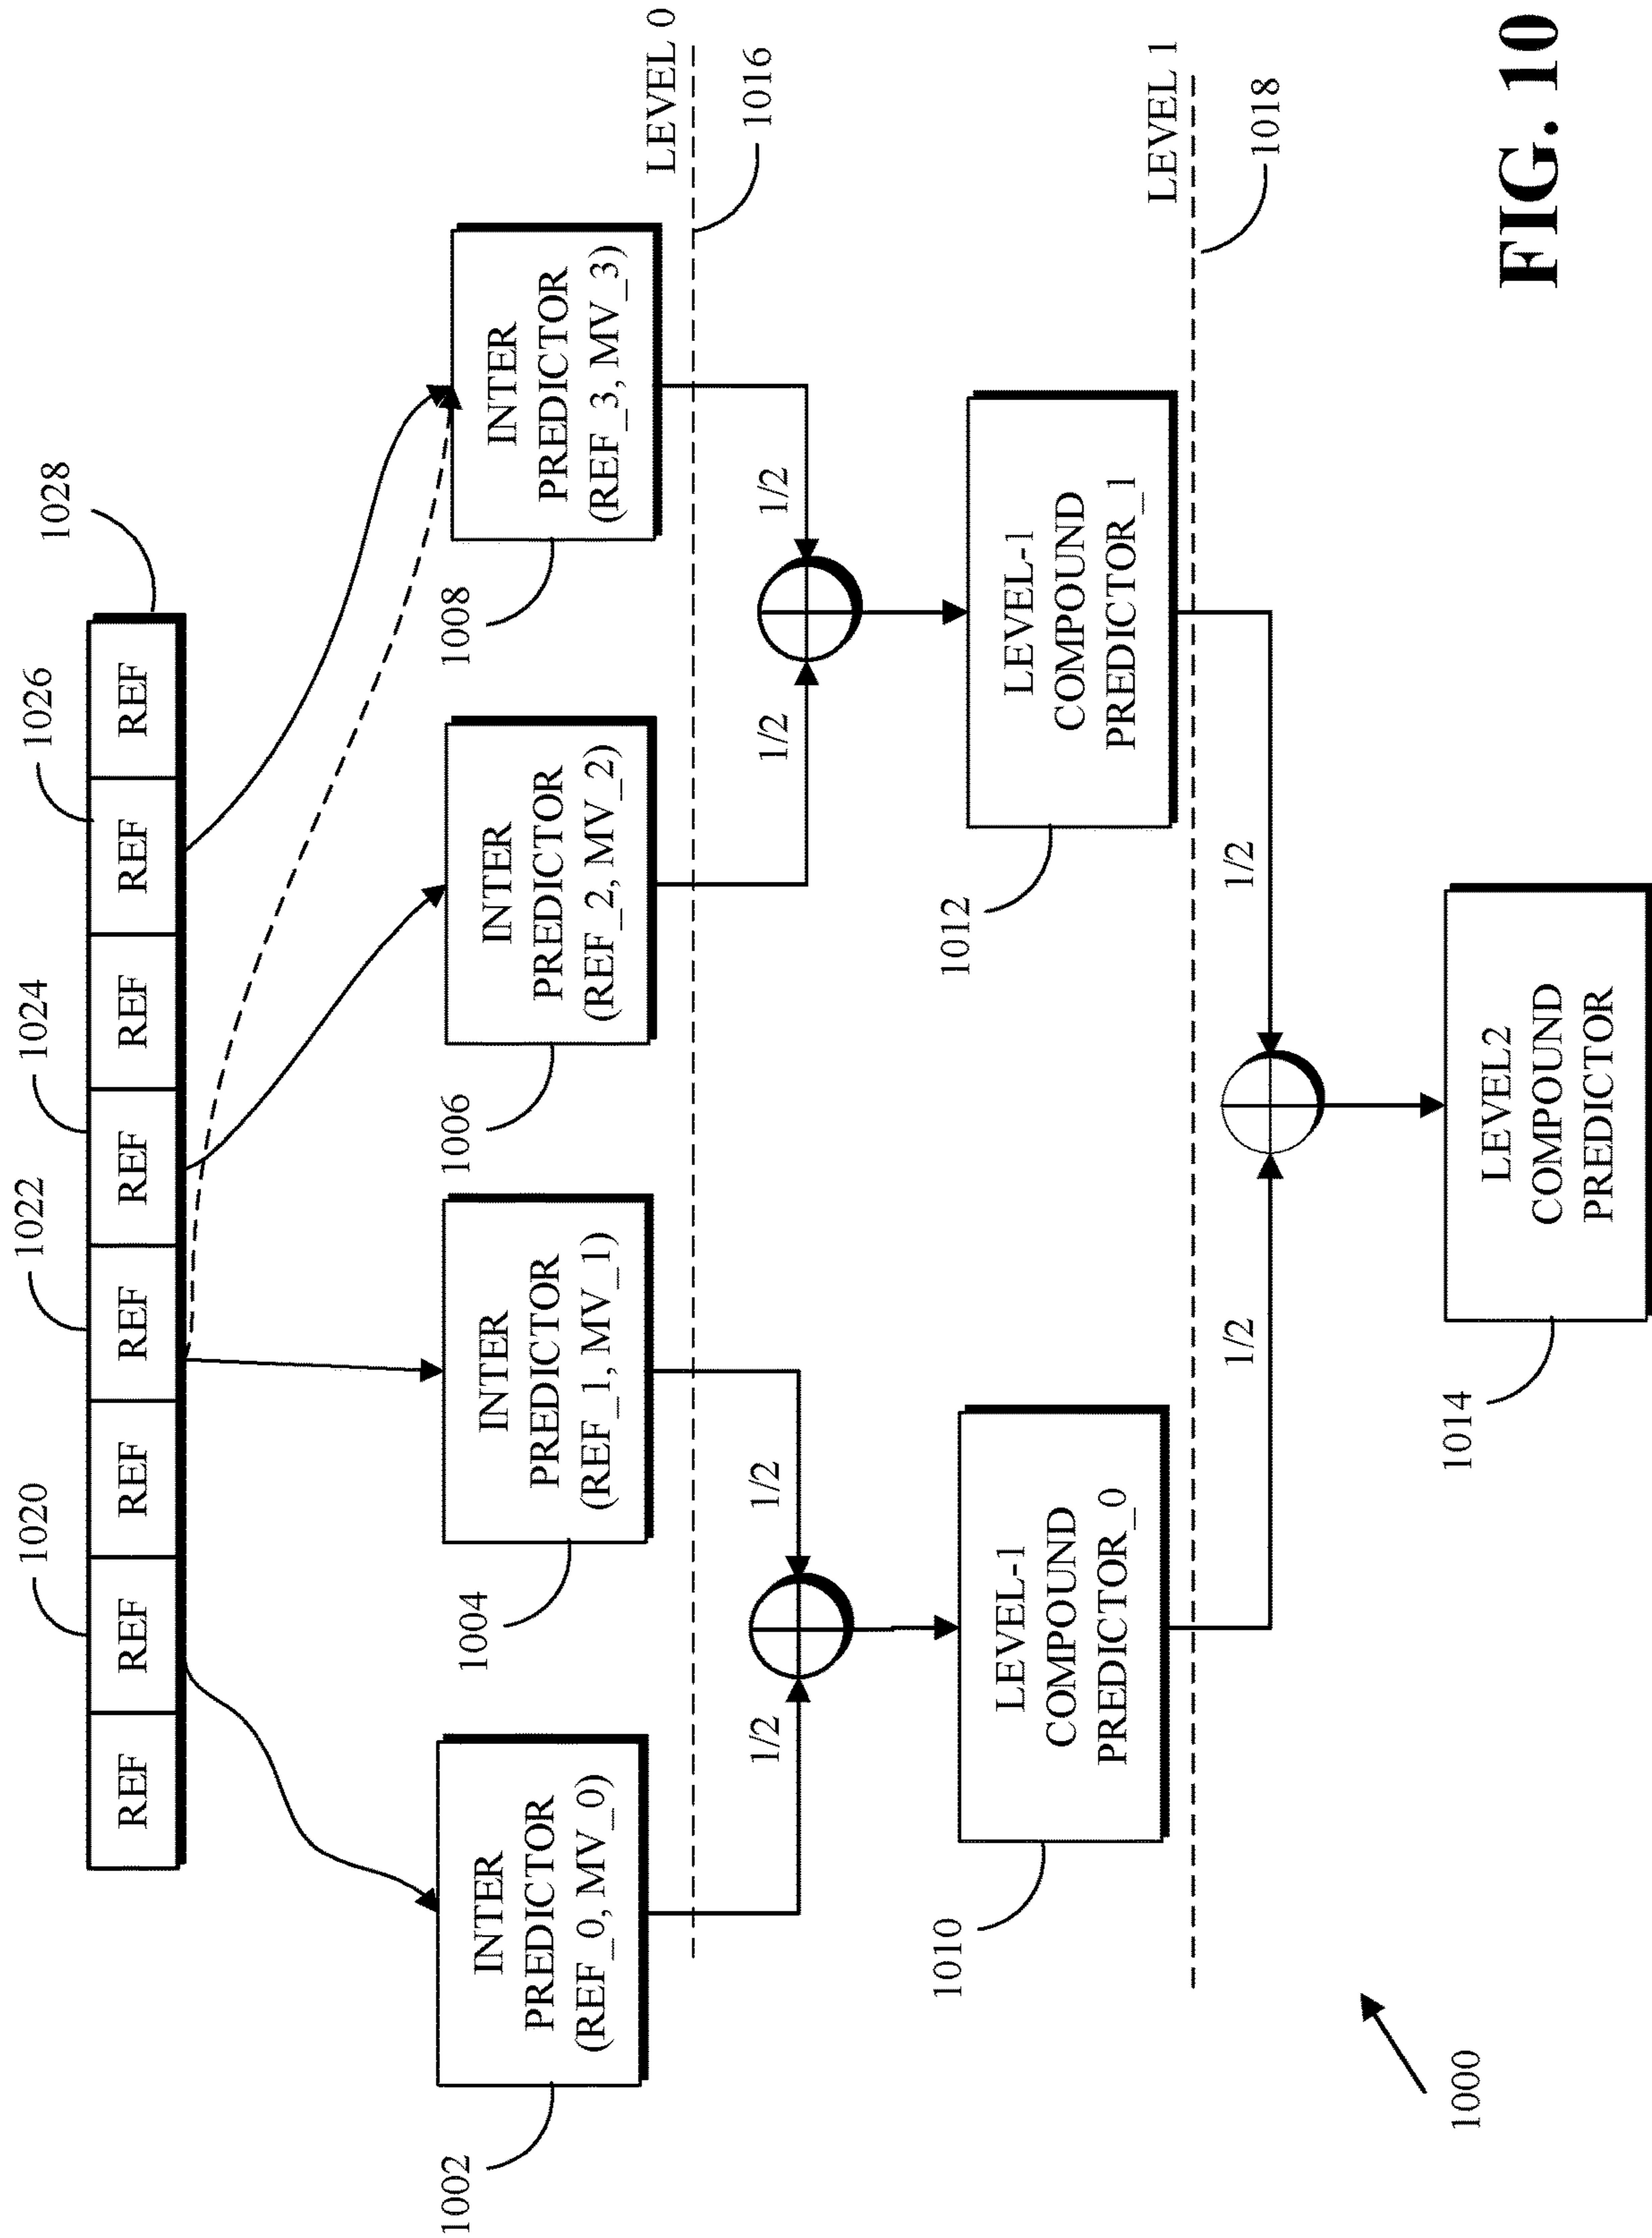 1020
1022
1024
1026
1028
REF
REF
REF
REF
REF
REF
REF
REF
INTER
PREDICTOR
(REF_0, MV_0)
INTER
PREDICTOR
(REF_1, MV_1)
INTER
PREDICTOR
(REF_2, MV_2)
INTER
PREDICTOR
(REF_3, MV_3)
1002
1004
1006
1008
LEVEL 0
1016
1/2
1/2
1/2
1/2
LEVEL-1
COMPOUND
PREDICTOR_0
LEVEL-1
COMPOUND
PREDICTOR_1
1010
1012
LEVEL 1
1018
1/2
1/2
LEVEL2
COMPOUND
PREDICTOR
1014
1000
FIG. 10